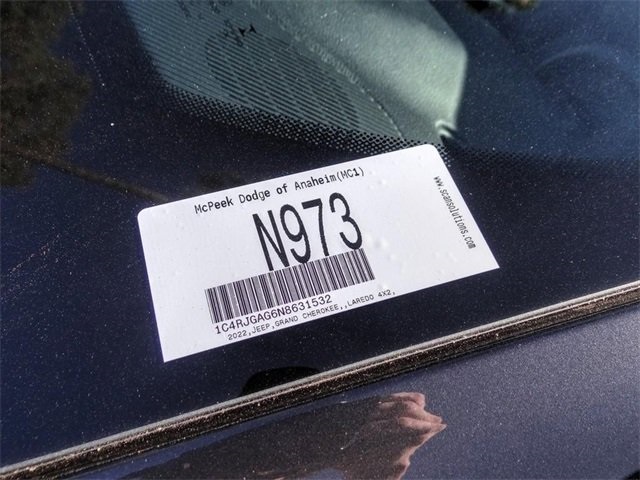 McPeek Dodge of Anaheim(MC1)
N973
1C4RJGAG6N8631532
2022,JEEP,GRAND CHEROKEE,,LAREDO 4X2,
www.scansolutions.com